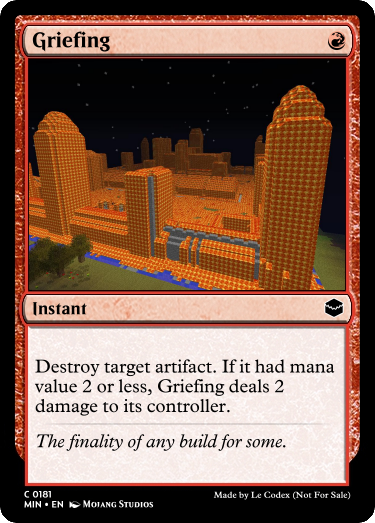 Griefing
Instant
Destroy target artifact. If it had mana
value 2 or less, Griefing deals 2
damage to its controller.
The finality of any build for some.
C 0181
MIN • EN Mojang Studios
Made by Le Codex (Not For Sale)